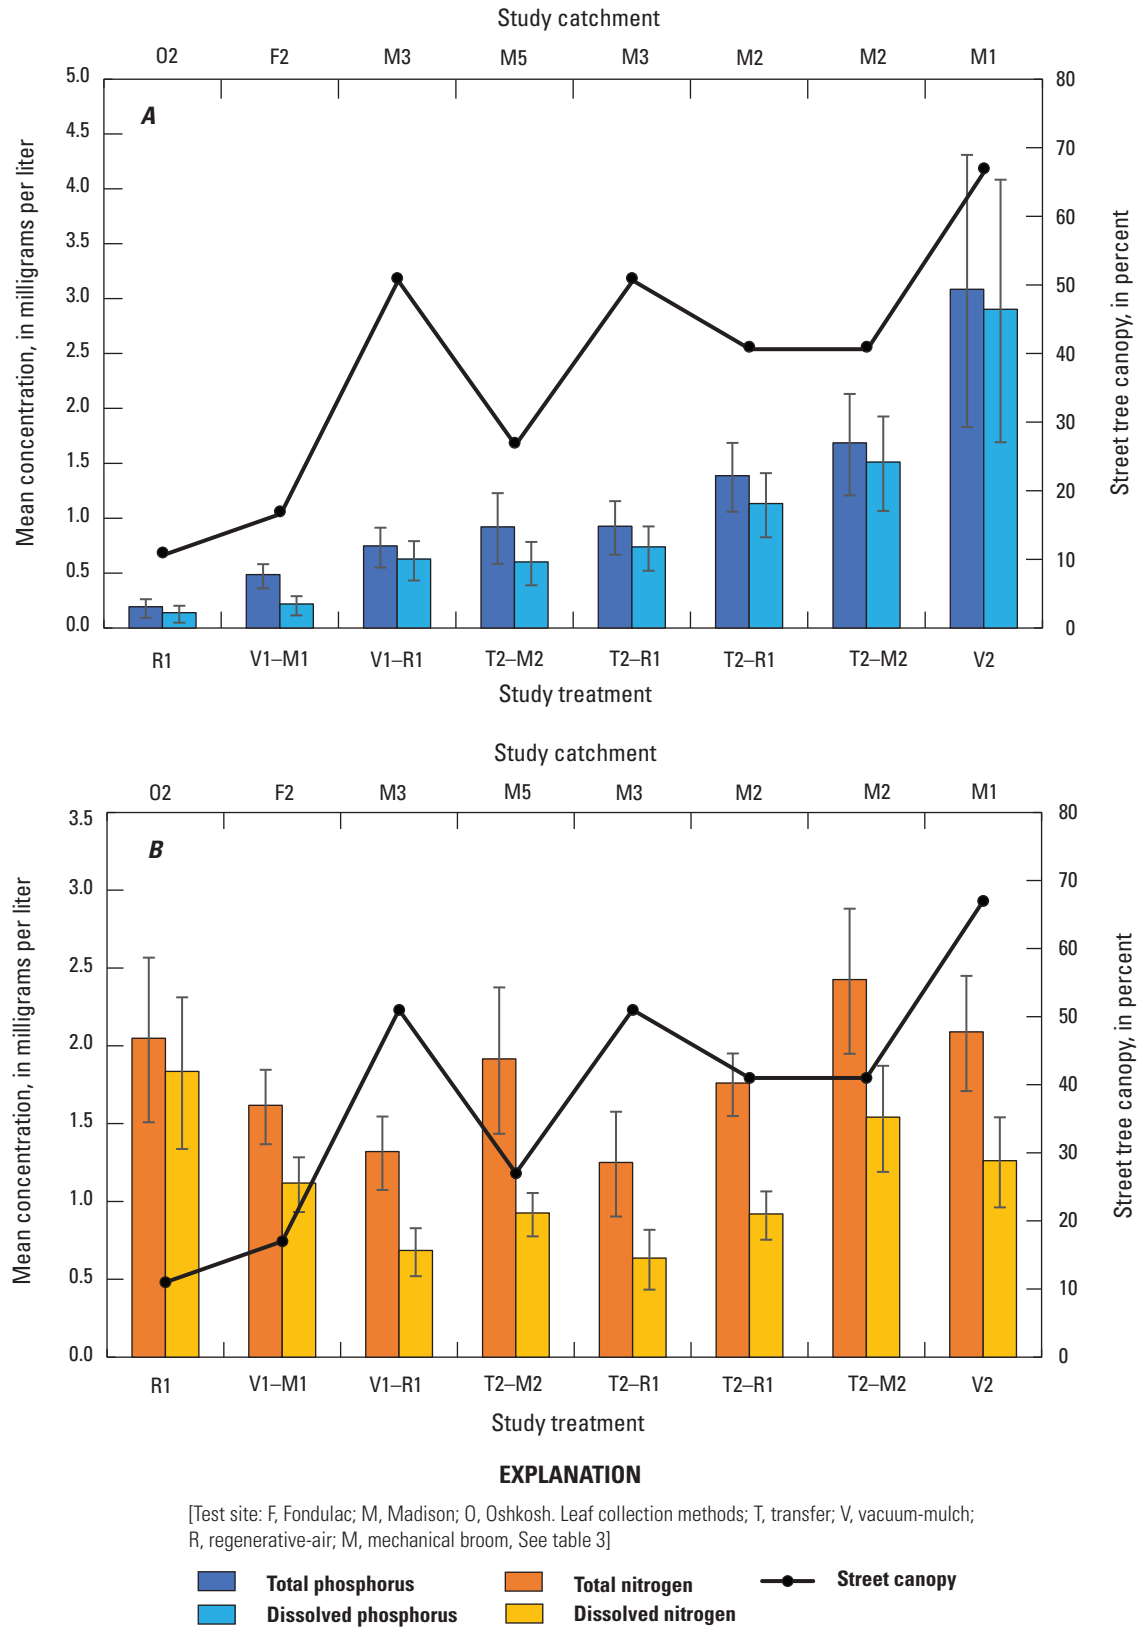 Study catchment
O2 F2 M3 M5 M3 M2 M2 M1
A
5.0
4.5
4.0
3.5
3.0
2.5
2.0
1.5
1.0
0.5
0.0
Mean concentration, in milligrams per liter
80
70
60
50
40
30
20
10
0
Street tree canopy, in percent
R1 V1–M1 V1–R1 T2–M2 T2–R1 T2–R1 T2–M2 V2
Study treatment
Study catchment
O2 F2 M3 M5 M3 M2 M2 M1
B
3.5
3.0
2.5
2.0
1.5
1.0
0.5
0.0
Mean concentration, in milligrams per liter
80
70
60
50
40
30
20
10
0
Street tree canopy, in percent
R1 V1–M1 V1–R1 T2–M2 T2–R1 T2–R1 T2–M2 V2
Study treatment
EXPLANATION
[Test site: F, Fondulac; M, Madison; O, Oshkosh. Leaf collection methods; T, transfer; V, vacuum-mulch;
R, regenerative-air; M, mechanical broom, See table 3]
Total phosphorus Total nitrogen Street canopy
Dissolved phosphorus Dissolved nitrogen